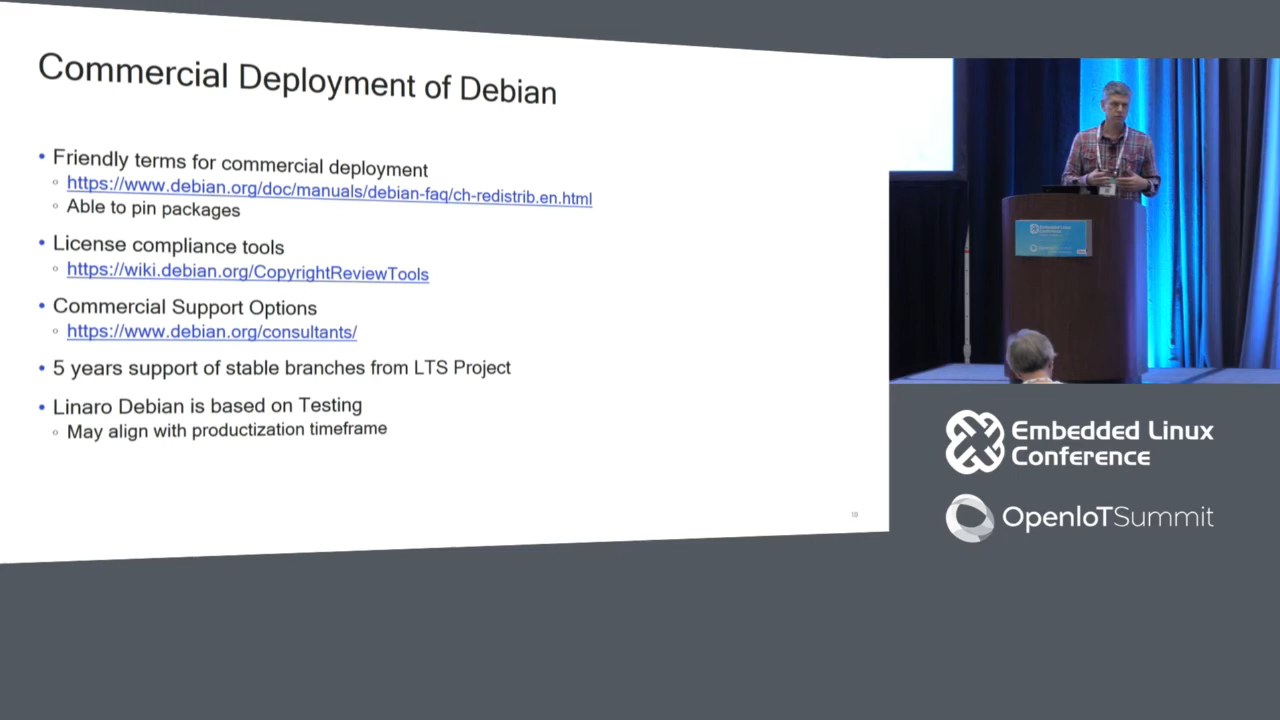 Commercial Deployment of Debian
• Friendly terms for commercial deployment
○ https://www.debian.org/doc/manuals/debian-faq/ch-redistrib.en.html
○ Able to pin packages
• License compliance tools
○ https://wiki.debian.org/CopyrightReviewTools
• Commercial Support Options
○ https://www.debian.org/consultants/
• 5 years support of stable branches from LTS Project
• Linaro Debian is based on Testing
○ May align with productization timeframe
Embedded Linux
Conference
OpenIoTSummit